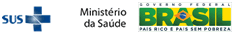 SUS
Ministério
da Saúde
GOVERNO FEDERAL
BRASIL
PAÍS RICO É PAÍS SEM POBREZA